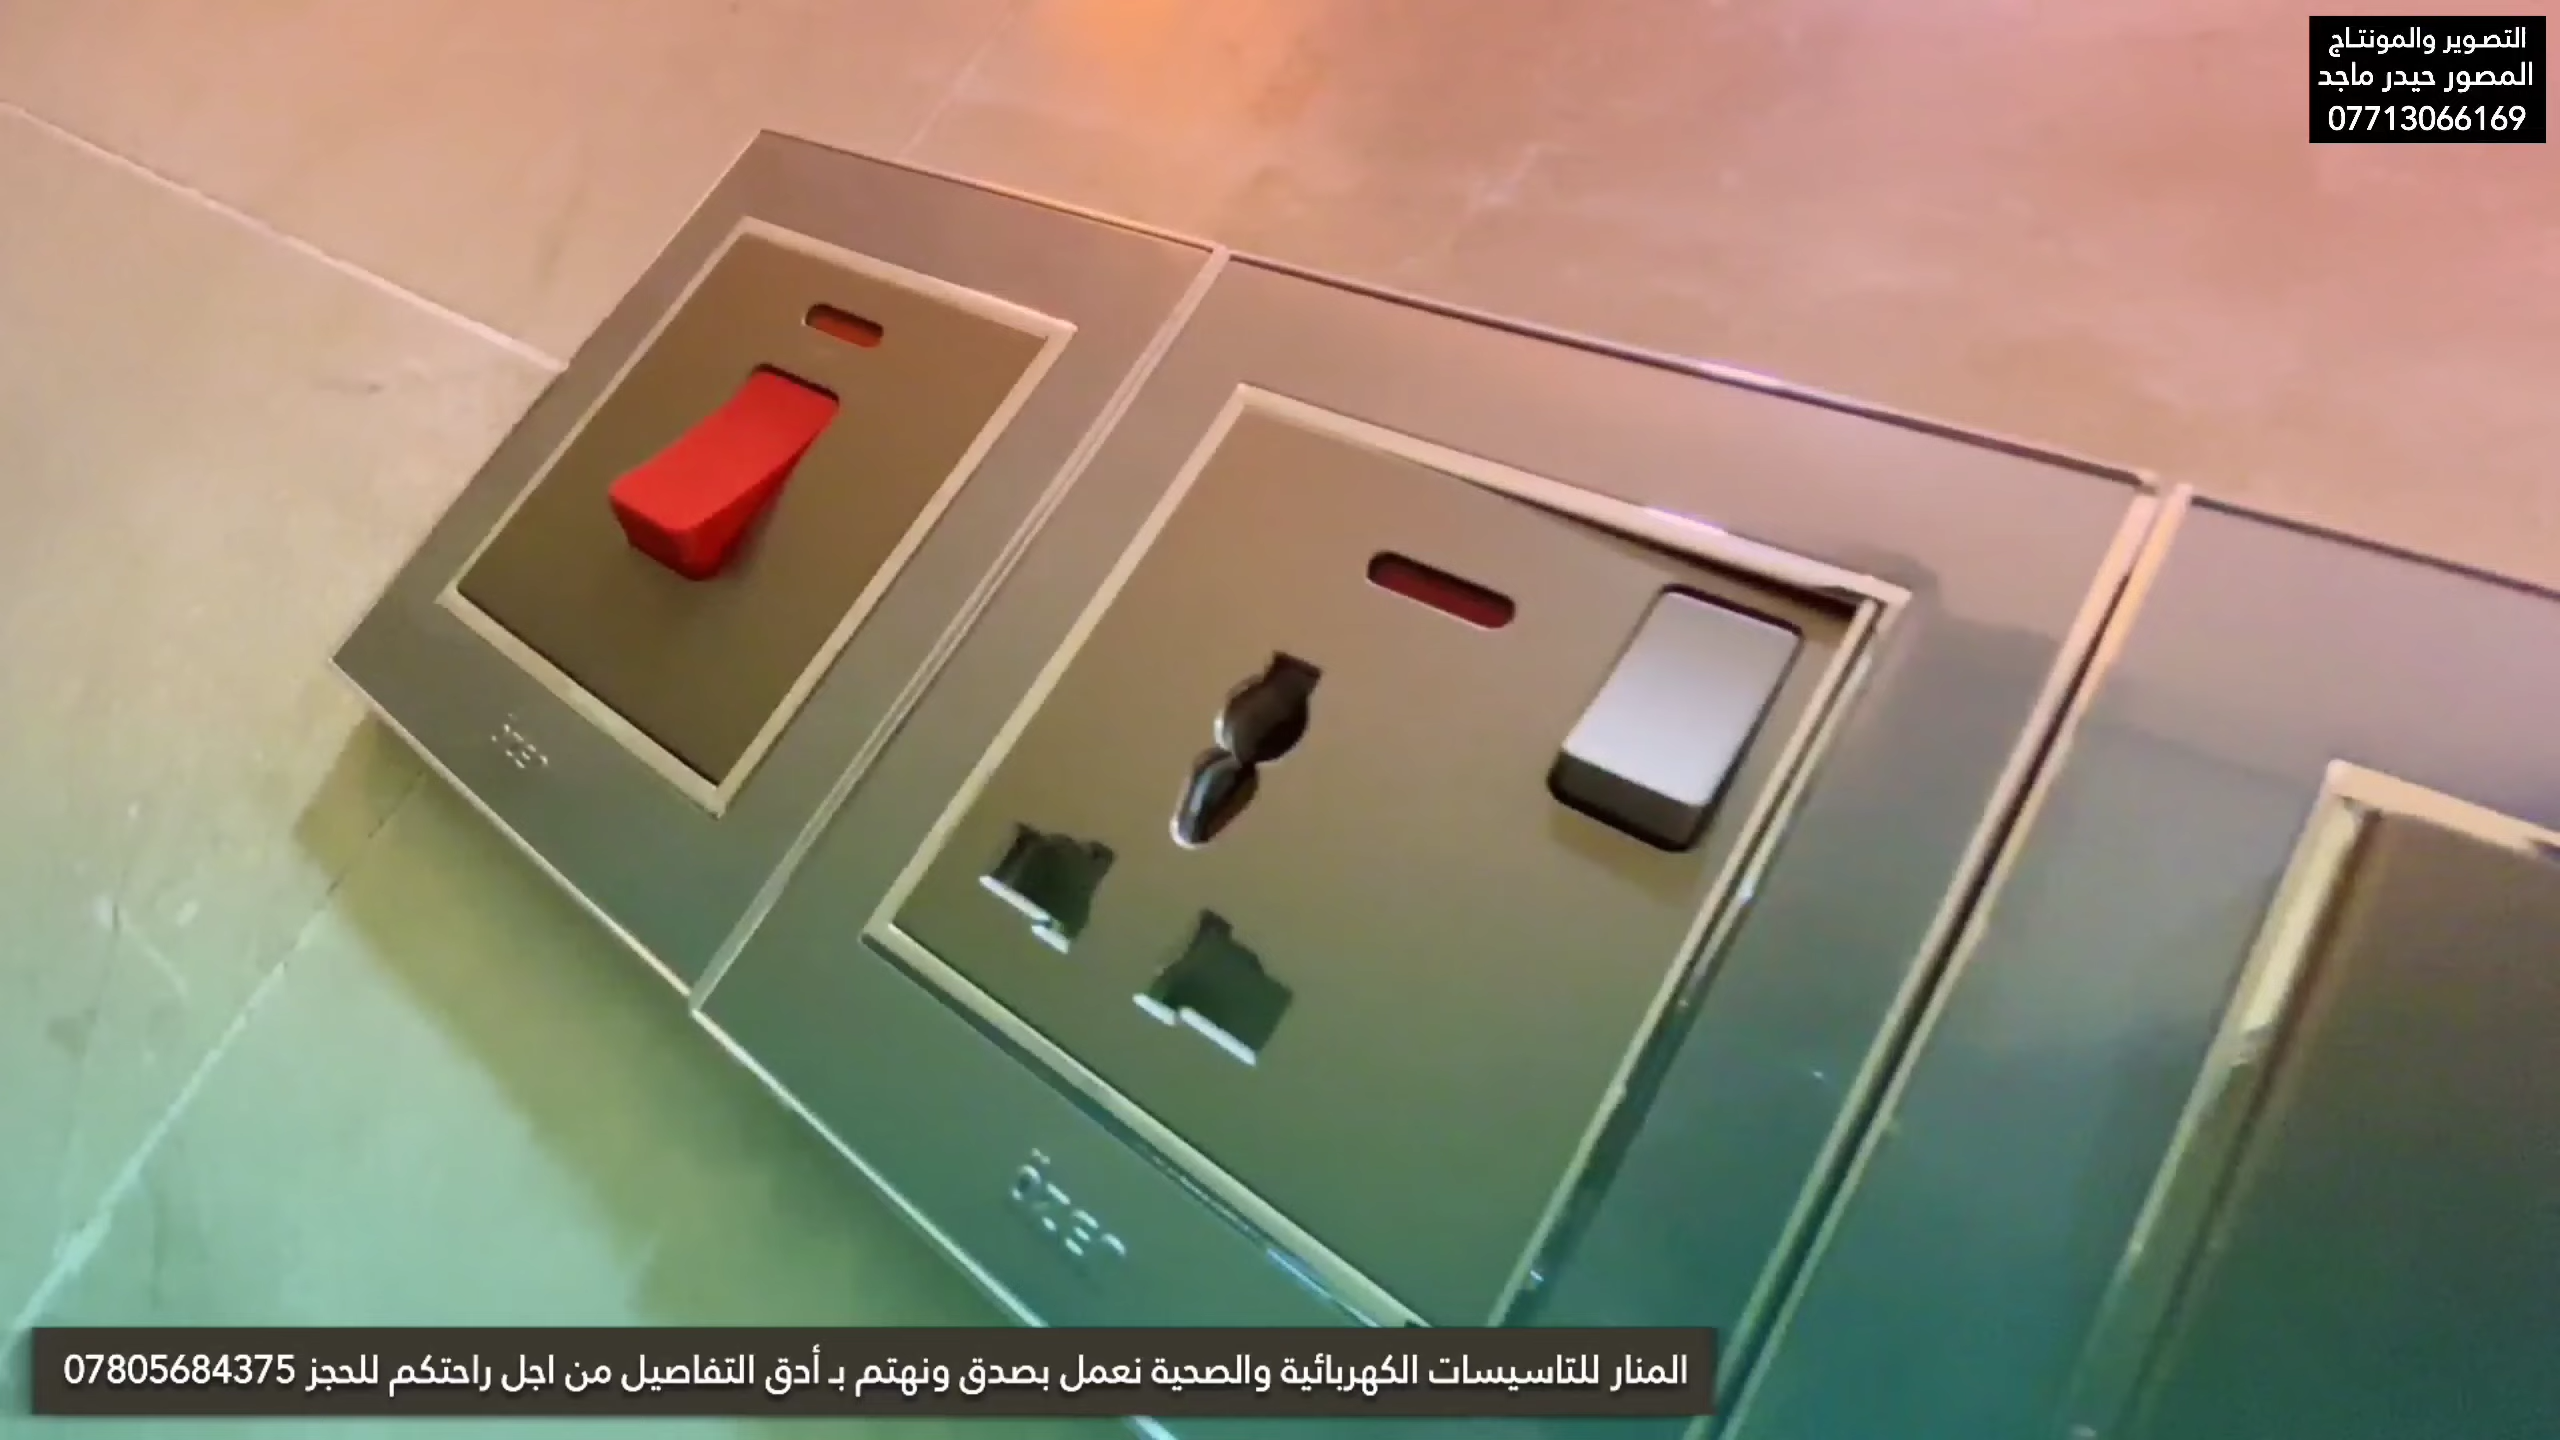 التصوير والمونتاج
المصور حيدر ماجد
07713066169
المنار للتاسيسات الكهربائية والصحية نعمل بصدق ونهتم بـ أدق التفاصيل من اجل راحتكم للحجز 07805684375